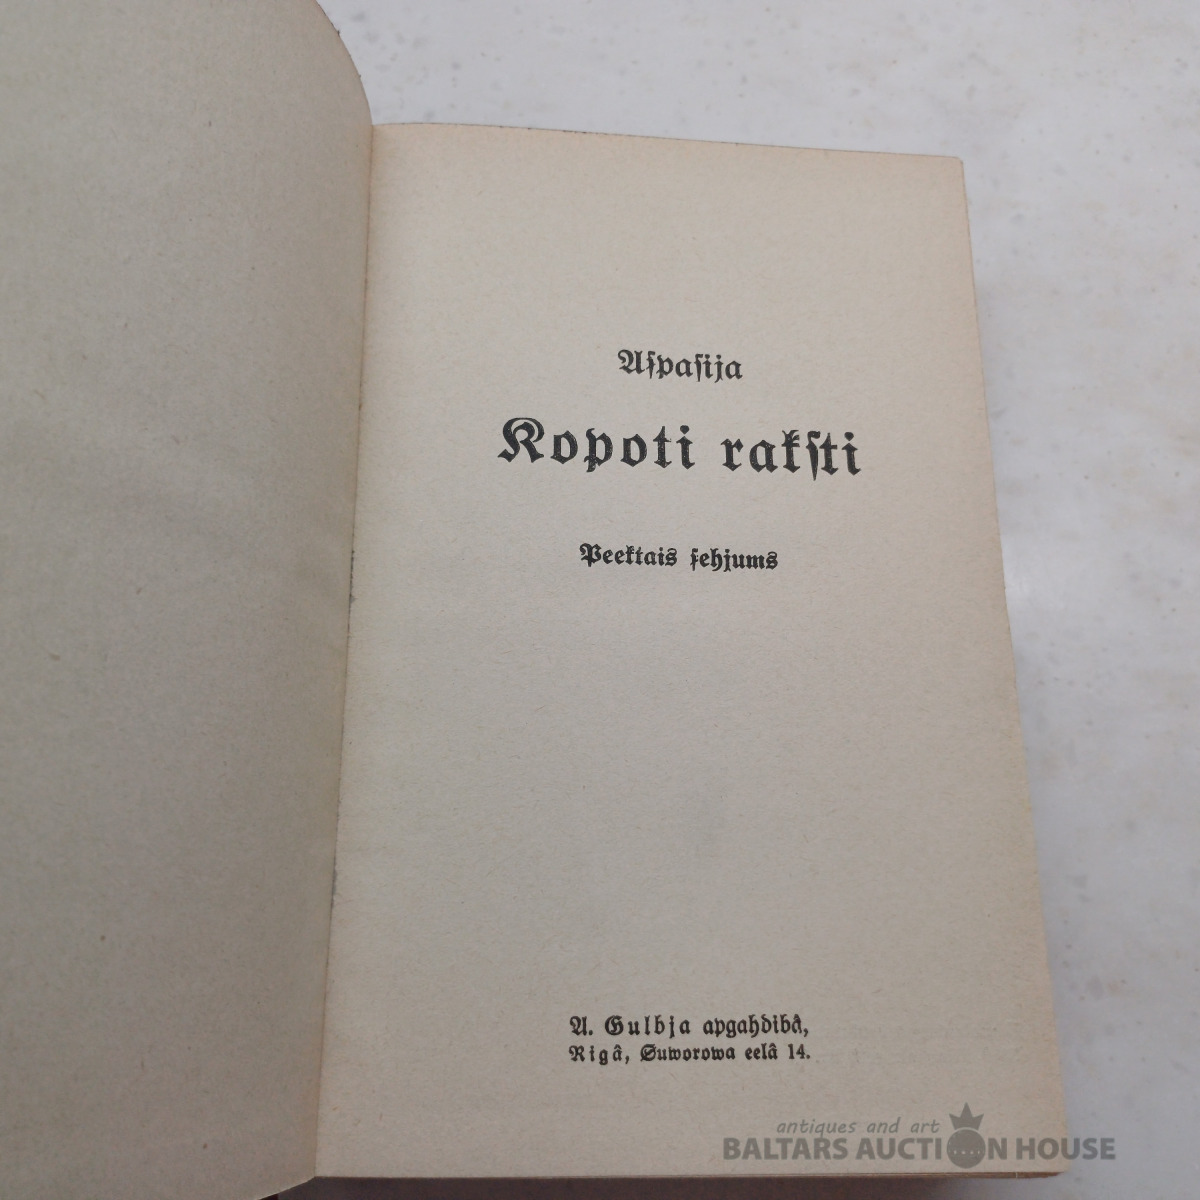 Aſpaſija
Kopoti rakſti
Peektais ſehjums
A. Gulbja apgahdibâ,
Rigâ, Suworowa eelâ 14.
antiques and art
BALTARS AUCTION HOUSE